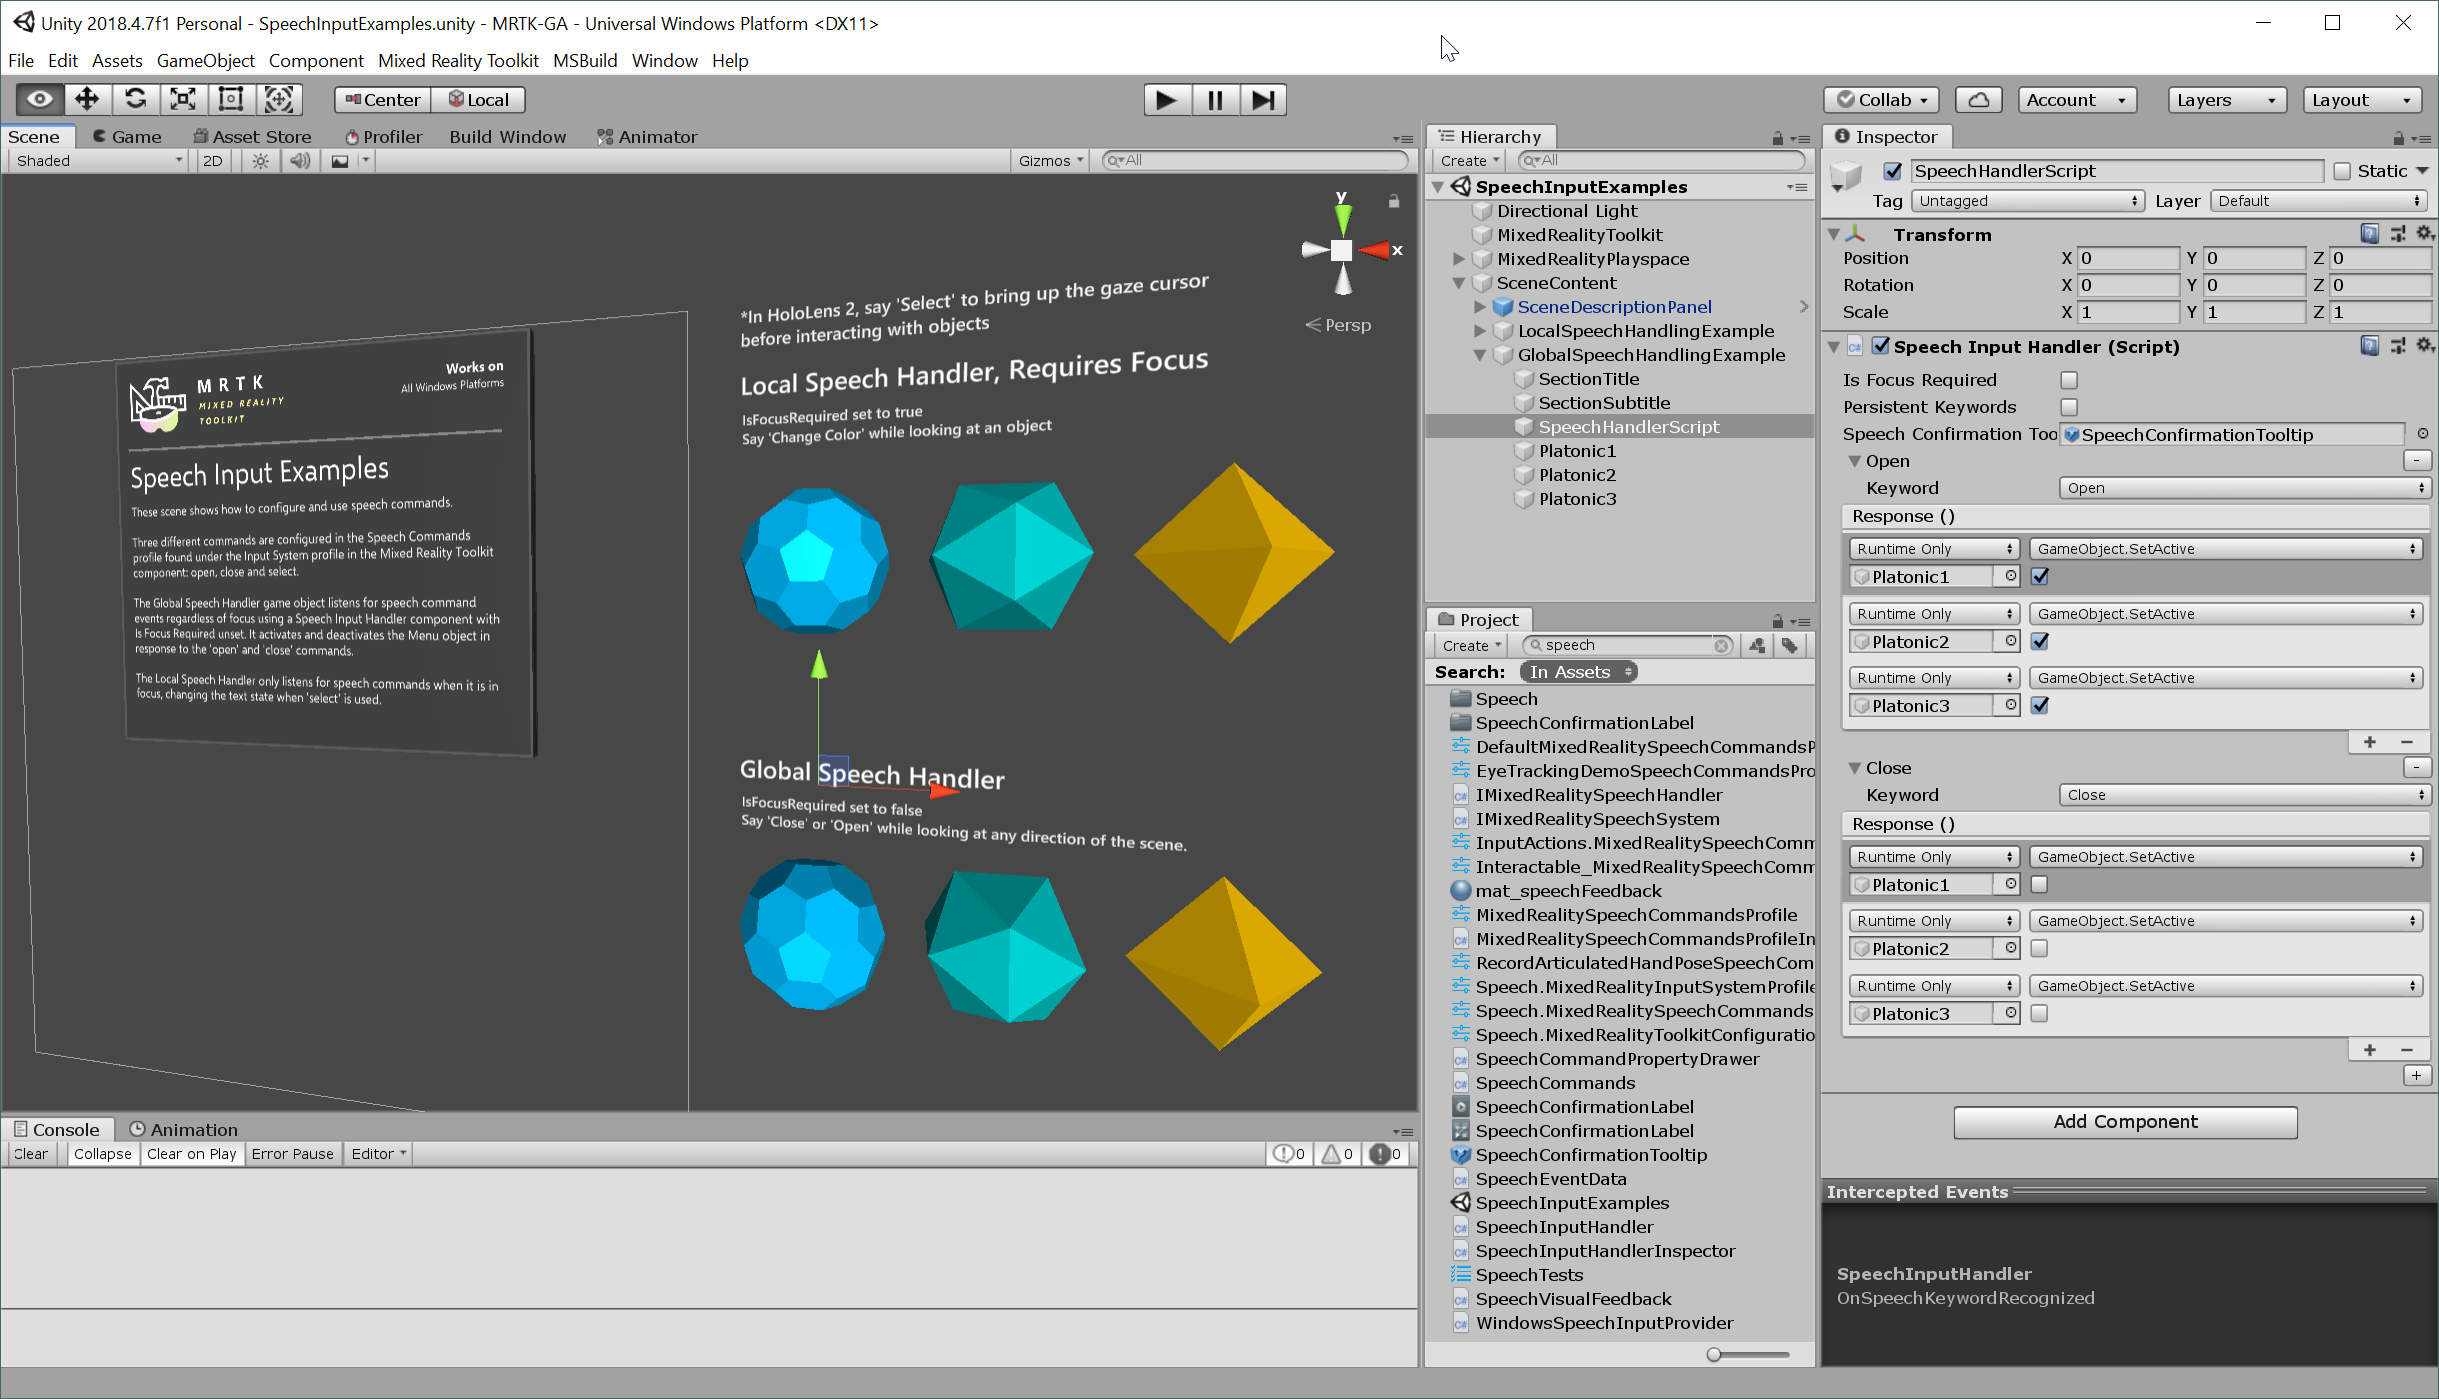 Unity 2018.4.7f1 Personal - SpeechInputExamples.unity - MRTK-GA - Universal Windows Platform <DX11>
File Edit Assets GameObject Component Mixed Reality Toolkit MSBuild Window Help
Center Local
Collab Account Layers Layout
Scene Game Asset Store Profiler Build Window Animator
Shaded 2D Gizmos All
y
x
Persp
*In HoloLens 2, say 'Select' to bring up the gaze cursor
before interacting with objects
Local Speech Handler, Requires Focus
IsFocusRequired set to true
Say 'Change Color' while looking at an object
Works on
All Windows Platforms
MRTK
MIXED REALITY
TOOLKIT
Speech Input Examples
These scene shows how to configure and use speech commands.
Three different commands are configured in the Speech Commands
profile found under the Input System profile in the Mixed Reality Toolkit
component: open, close and select.
The Global Speech Handler game object listens for speech command
events regardless of focus using a Speech Input Handler component with
Is Focus Required unset. It activates and deactivates the Menu object in
response to the 'open' and 'close' commands.
The Local Speech Handler only listens for speech commands when it is in
focus, changing the text state when 'select' is used.
Global Speech Handler
IsFocusRequired set to false
Say 'Close' or 'Open' while looking at any direction of the scene.
Console Animation
Clear Collapse Clear on Play Error Pause Editor 0 0 0
Hierarchy
Create All
SpeechInputExamples
Directional Light
MixedRealityToolkit
MixedRealityPlayspace
SceneContent
SceneDescriptionPanel
LocalSpeechHandlingExample
GlobalSpeechHandlingExample
SectionTitle
SectionSubtitle
SpeechHandlerScript
Platonic1
Platonic2
Platonic3
Project
Create speech
Search: In Assets
Speech
SpeechConfirmationLabel
DefaultMixedRealitySpeechCommandsP
EyeTrackingDemoSpeechCommandsPro
IMixedRealitySpeechHandler
IMixedRealitySpeechSystem
InputActions.MixedRealitySpeechComm
Interactable_MixedRealitySpeechComm
mat_speechFeedback
MixedRealitySpeechCommandsProfile
MixedRealitySpeechCommandsProfileIn
RecordArticulatedHandPoseSpeechCom
Speech.MixedRealityInputSystemProfile
Speech.MixedRealitySpeechCommands
Speech.MixedRealityToolkitConfiguratio
SpeechCommandPropertyDrawer
SpeechCommands
SpeechConfirmationLabel
SpeechConfirmationLabel
SpeechConfirmationTooltip
SpeechEventData
SpeechInputExamples
SpeechInputHandler
SpeechInputHandlerInspector
SpeechTests
SpeechVisualFeedback
WindowsSpeechInputProvider
Inspector
SpeechHandlerScript Static
Tag Untagged Layer Default
Transform
Position X 0 Y 0 Z 0
Rotation X 0 Y 0 Z 0
Scale X 1 Y 1 Z 1
Speech Input Handler (Script)
Is Focus Required
Persistent Keywords
Speech Confirmation Too SpeechConfirmationTooltip
Open -
Keyword Open
Response ()
Runtime Only GameObject.SetActive
Platonic1
Runtime Only GameObject.SetActive
Platonic2
Runtime Only GameObject.SetActive
Platonic3
+ −
Close -
Keyword Close
Response ()
Runtime Only GameObject.SetActive
Platonic1
Runtime Only GameObject.SetActive
Platonic2
Runtime Only GameObject.SetActive
Platonic3
+ −
+
Add Component
Intercepted Events
SpeechInputHandler
OnSpeechKeywordRecognized